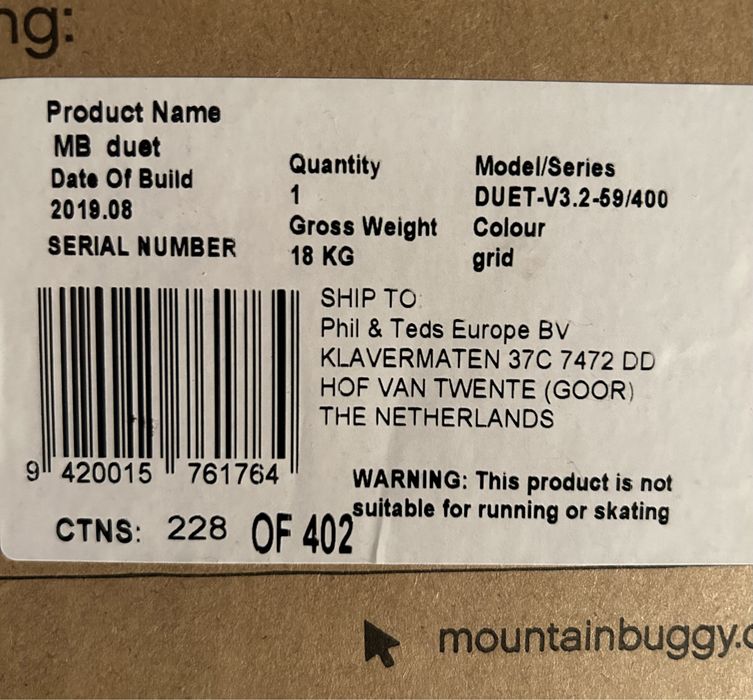 ng:
Product Name
MB duet
Date Of Build
2019.08
SERIAL NUMBER
Quantity
1
Gross Weight
18 KG
Model/Series
DUET-V3.2-59/400
Colour
grid
SHIP TO:
Phil & Teds Europe BV
KLAVERMATEN 37C 7472 DD
HOF VAN TWENTE (GOOR)
THE NETHERLANDS
9 420015 761764
WARNING: This product is not
suitable for running or skating
CTNS: 228 OF 402
mountainbuggy.c